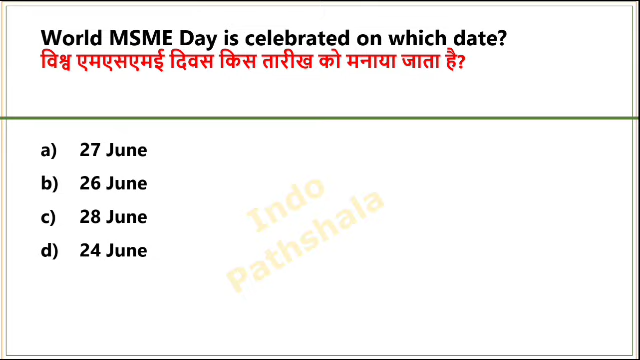 World MSME Day is celebrated on which date?
विश्व एमएसएमई दिवस किस तारीख को मनाया जाता है?
a) 27 June
b) 26 June
c) 28 June
d) 24 June
Indo
Pathshala